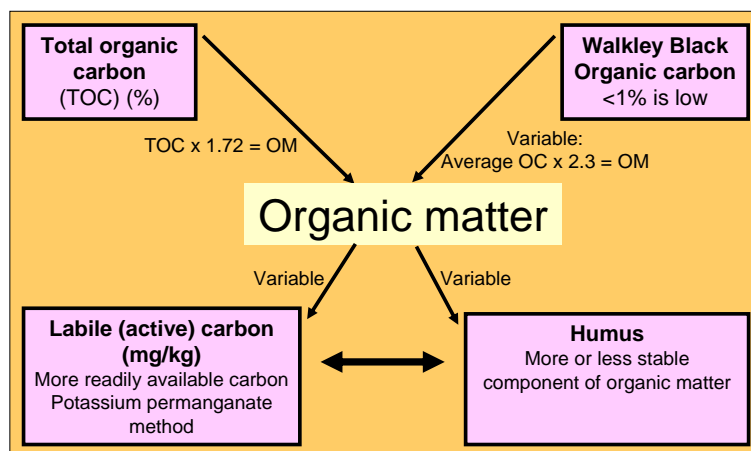 Total organic
carbon
(TOC) (%)
Walkley Black
Organic carbon
<1% is low
TOC x 1.72 = OM
Variable:
Average OC x 2.3 = OM
Organic matter
Variable
Variable
Labile (active) carbon
(mg/kg)
More readily available carbon
Potassium permanganate
method
Humus
More or less stable
component of organic matter